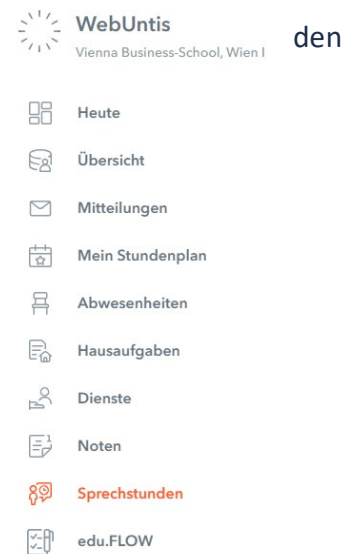 WebUntis
Vienna Business-School, Wien I
den
Heute
Übersicht
Mitteilungen
Mein Stundenplan
Abwesenheiten
Hausaufgaben
Dienste
Noten
Sprechstunden
edu.FLOW